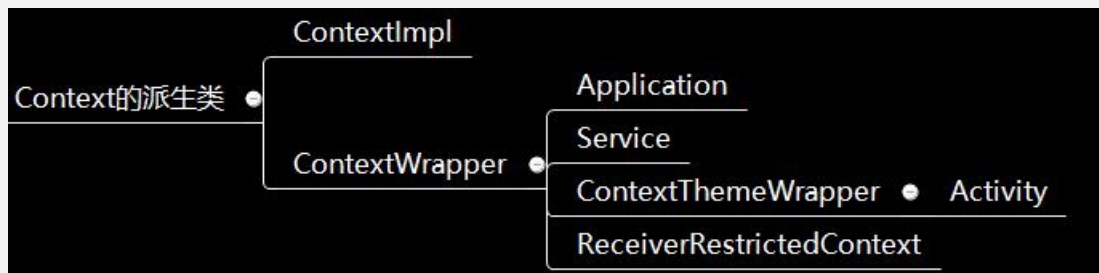 Context的派生类
ContextImpl
ContextWrapper
Application
Service
ContextThemeWrapper
Activity
ReceiverRestrictedContext